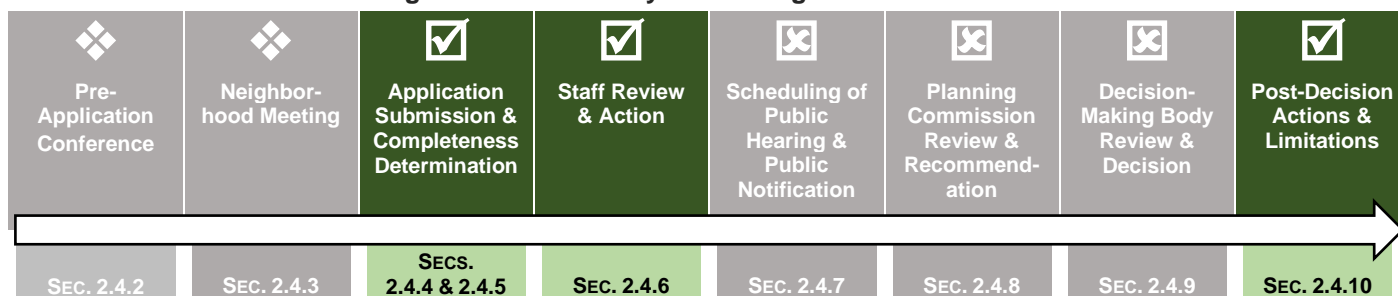 Pre-
Application
Conference
Neighbor-
hood Meeting
Application
Submission &
Completeness
Determination
Staff Review
& Action
Scheduling of
Public
Hearing &
Public
Notification
Planning
Commission
Review &
Recommend-
ation
Decision-
Making Body
Review &
Decision
Post-Decision
Actions &
Limitations
SEC. 2.4.2
SEC. 2.4.3
SECS.
2.4.4 & 2.4.5
SEC. 2.4.6
SEC. 2.4.7
SEC. 2.4.8
SEC. 2.4.9
SEC. 2.4.10